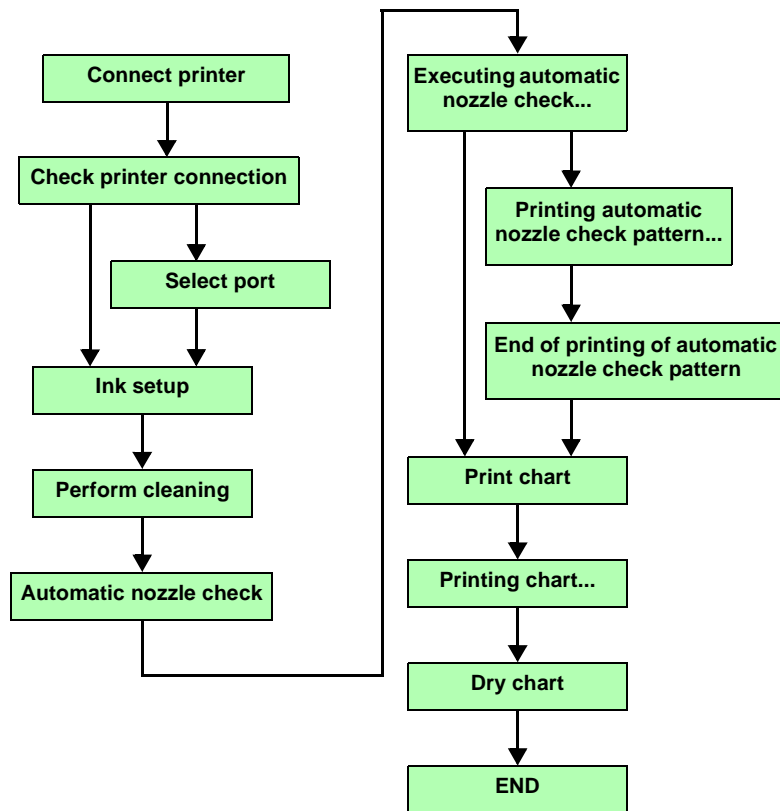 Connect printer
Check printer connection
Select port
Ink setup
Perform cleaning
Automatic nozzle check
Executing automatic
nozzle check...
Printing automatic
nozzle check pattern...
End of printing of automatic
nozzle check pattern
Print chart
Printing chart...
Dry chart
END